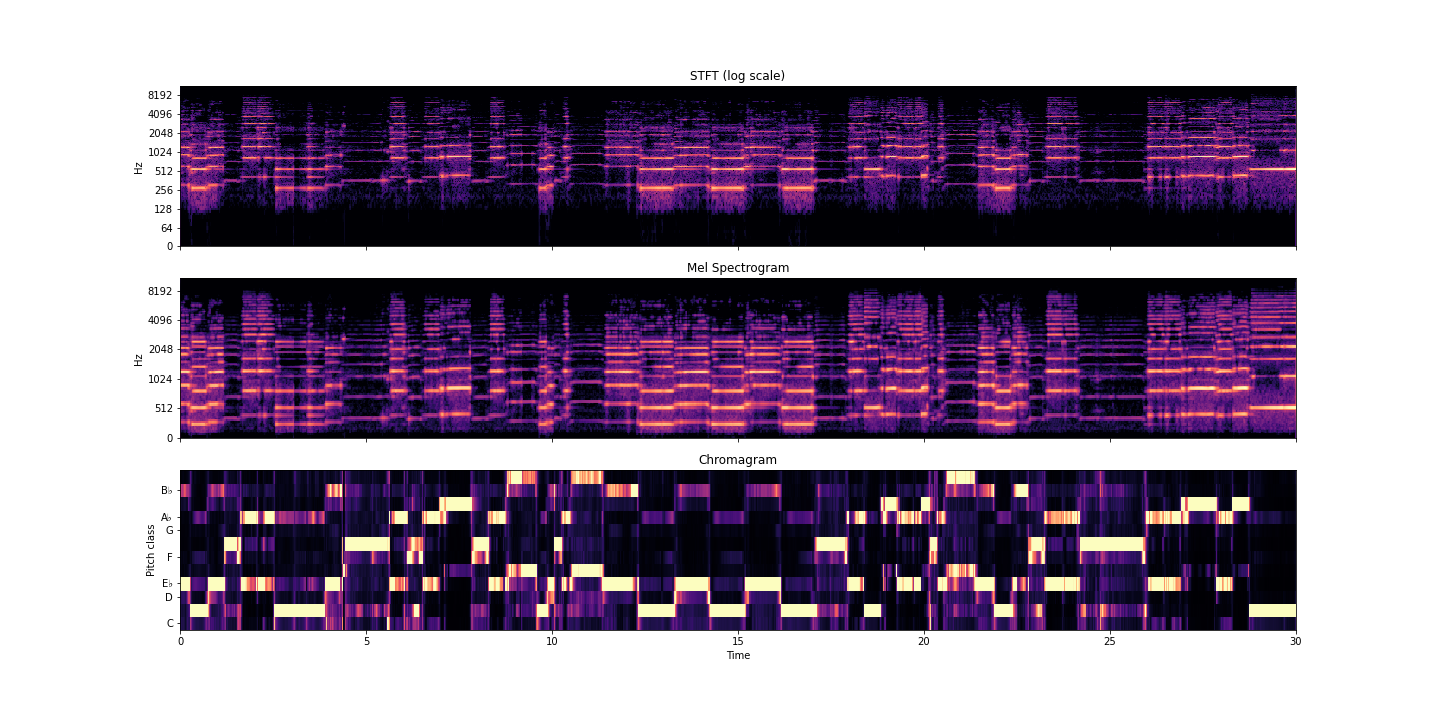 STFT (log scale)
8192
4096
2048
1024
512
256
128
64
0
Hz
Mel Spectrogram
8192
4096
2048
1024
512
0
Hz
Chromagram
B♭
A♭
G
F
E♭
D
C
Pitch class
0 5 10 15 20 25 30
Time